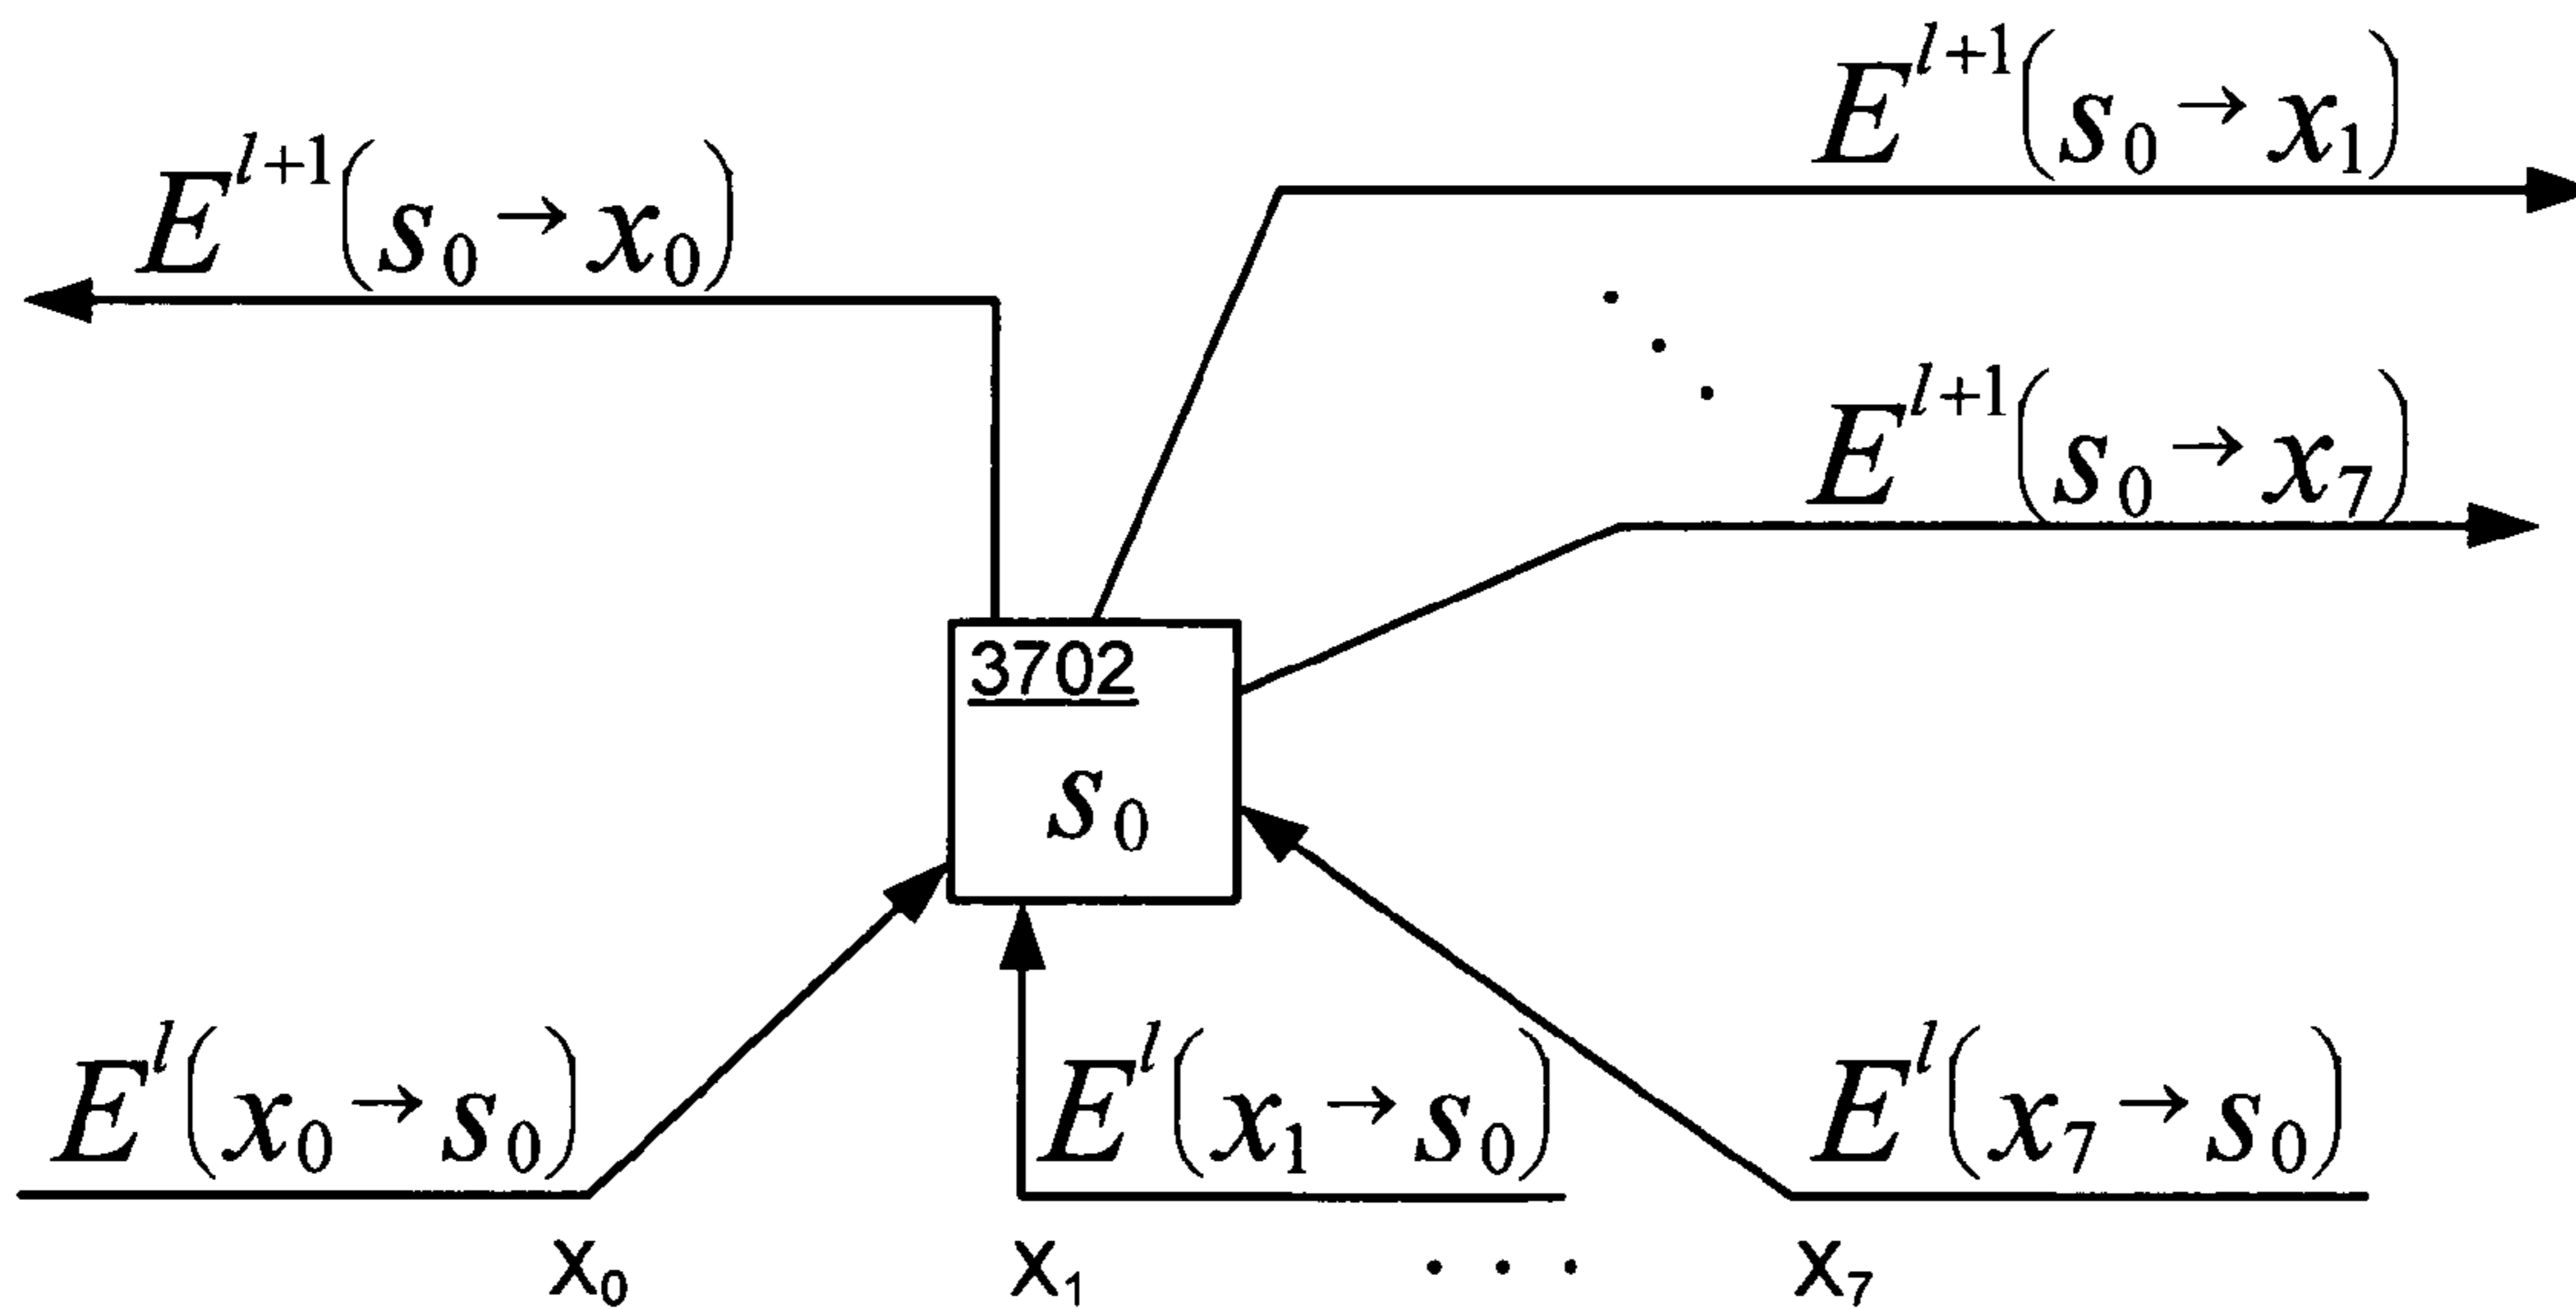 E^{l+1}(s_0 → x_1)
E^{l+1}(s_0 → x_0)
E^{l+1}(s_0 → x_7)
3702
s_0
E^l(x_0 → s_0) E^l(x_1 → s_0) E^l(x_7 → s_0)
X_0 X_1 . . . X_7